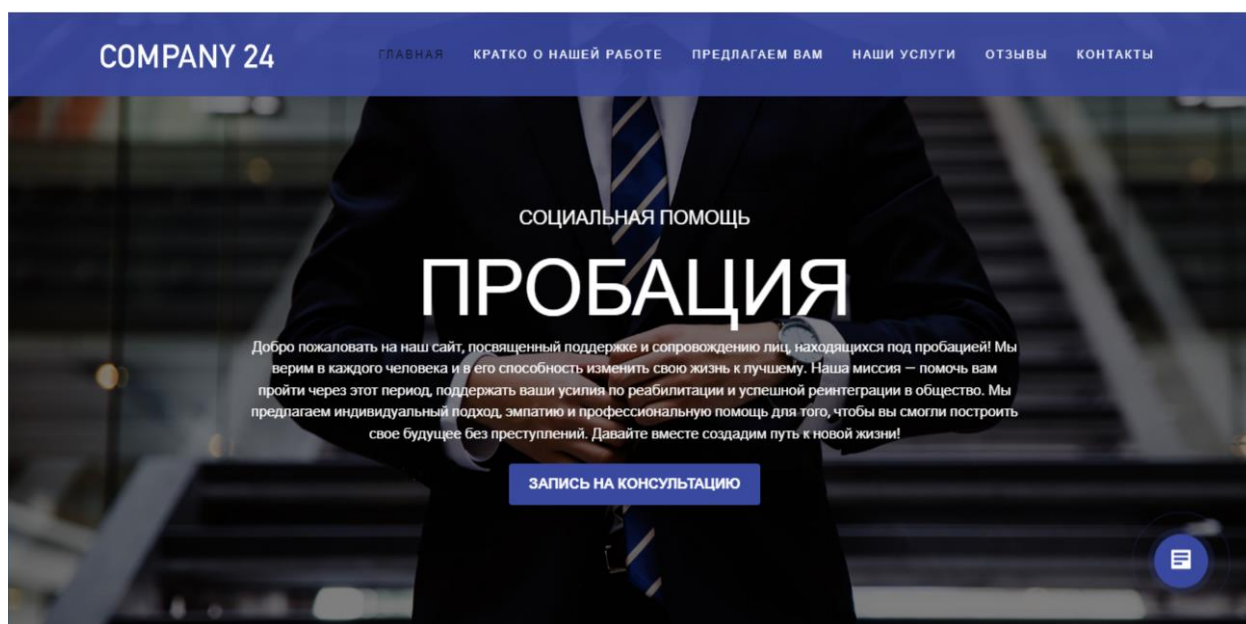 COMPANY 24
ГЛАВНАЯ КРАТКО О НАШЕЙ РАБОТЕ ПРЕДЛАГАЕМ ВАМ НАШИ УСЛУГИ ОТЗЫВЫ КОНТАКТЫ
СОЦИАЛЬНАЯ ПОМОЩЬ
ПРОБАЦИЯ
Добро пожаловать на наш сайт, посвященный поддержке и сопровождению лиц, находящихся под пробацией! Мы
верим в каждого человека и в его способность изменить свою жизнь к лучшему. Наша миссия — помочь вам
пройти через этот период, поддержать ваши усилия по реабилитации и успешной реинтеграции в общество. Мы
предлагаем индивидуальный подход, эмпатию и профессиональную помощь для того, чтобы вы смогли построить
свое будущее без преступлений. Давайте вместе создадим путь к новой жизни!
ЗАПИСЬ НА КОНСУЛЬТАЦИЮ